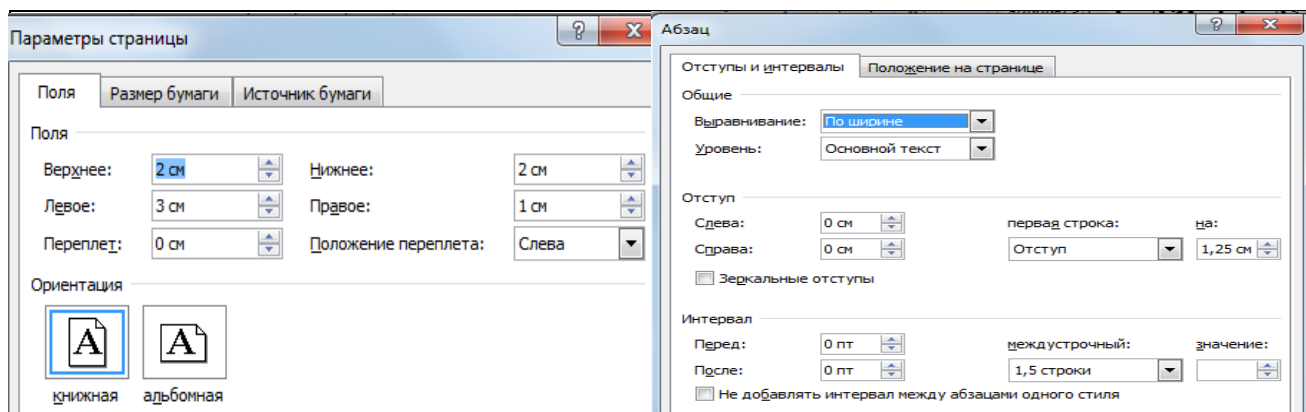 Параметры страницы
Поля Размер бумаги Источник бумаги
Поля
Верхнее: 2 см Нижнее: 2 см
Левое: 3 см Правое: 1 см
Переплет: 0 см Положение переплета: Слева
Ориентация
A A
книжная альбомная
Абзац
Отступы и интервалы Положение на странице
Общие
Выравнивание: По ширине
Уровень: Основной текст
Отступ
Слева: 0 см первая строка: на:
Справа: 0 см Отступ 1,25 см
Зеркальные отступы
Интервал
Перед: 0 пт междустрочный: значение:
После: 0 пт 1,5 строки
Не добавлять интервал между абзацами одного стиля